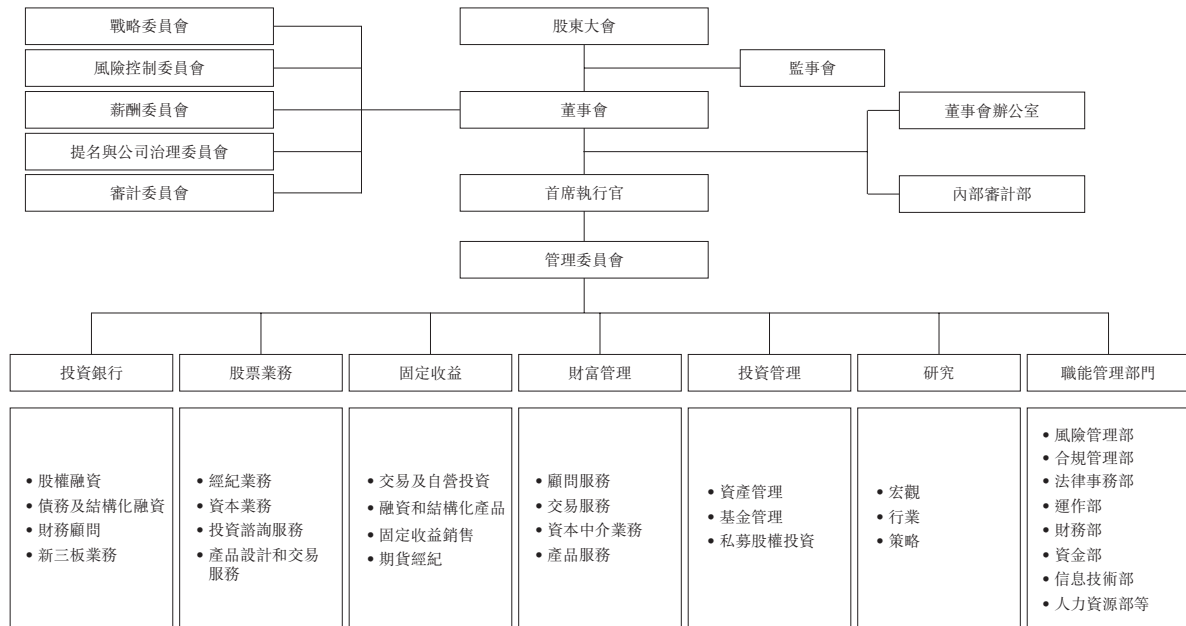 戰略委員會
風險控制委員會
薪酬委員會
提名與公司治理委員會
審計委員會
股東大會
監事會
董事會
董事會辦公室
內部審計部
首席執行官
管理委員會
投資銀行
• 股權融資
• 債務及結構化融資
• 財務顧問
• 新三板業務
股票業務
• 經紀業務
• 資本業務
• 投資諮詢服務
• 產品設計和交易
服務
固定收益
• 交易及自營投資
• 融資和結構化產品
• 固定收益銷售
• 期貨經紀
財富管理
• 顧問服務
• 交易服務
• 資本中介業務
• 產品服務
投資管理
• 資產管理
• 基金管理
• 私募股權投資
研究
• 宏觀
• 行業
• 策略
職能管理部門
• 風險管理部
• 合規管理部
• 法律事務部
• 運作部
• 財務部
• 資金部
• 信息技術部
• 人力資源部等